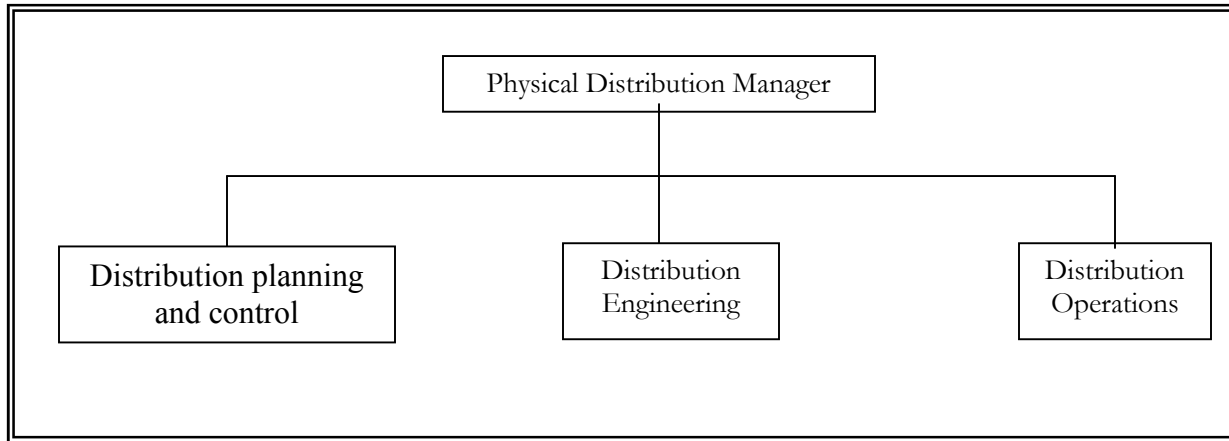 Physical Distribution Manager
Distribution planning
and control
Distribution
Engineering
Distribution
Operations